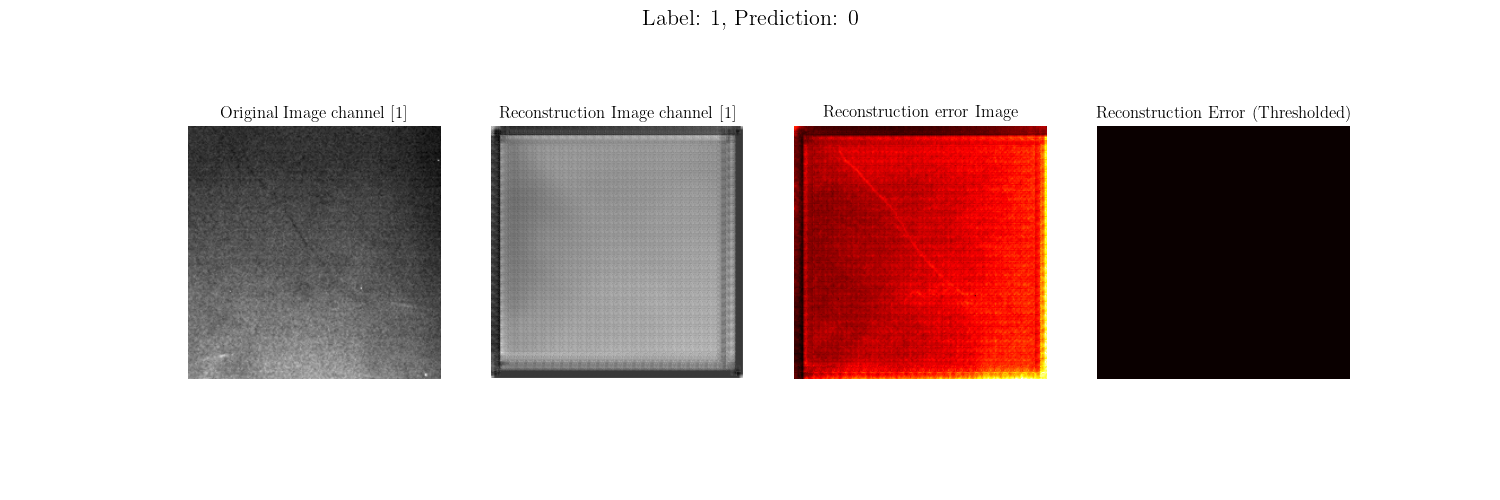 Label: 1, Prediction: 0
Original Image channel [1]
Reconstruction Image channel [1]
Reconstruction error Image
Reconstruction Error (Thresholded)